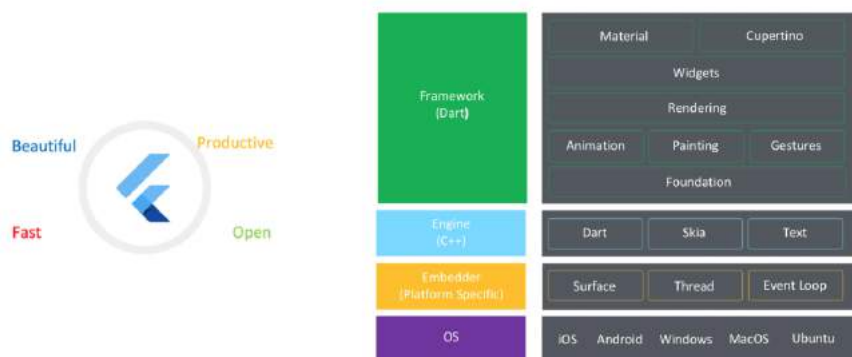 Beautiful
Productive
Fast
Open
Framework
(Dart)
Material
Cupertino
Widgets
Rendering
Animation
Painting
Gestures
Foundation
Engine
(C++)
Dart
Skia
Text
Embedder
(Platform Specific)
Surface
Thread
Event Loop
OS
iOS
Android
Windows
MacOS
Ubuntu